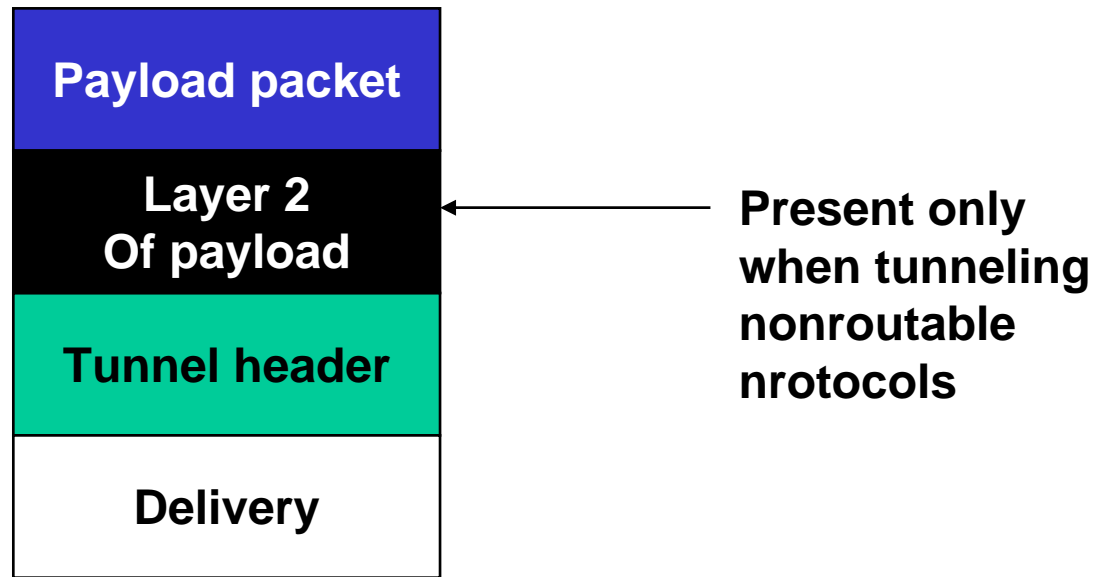 Payload packet
Layer 2
Of payload
Present only
when tunneling
nonroutable
nrotocols
Tunnel header
Delivery